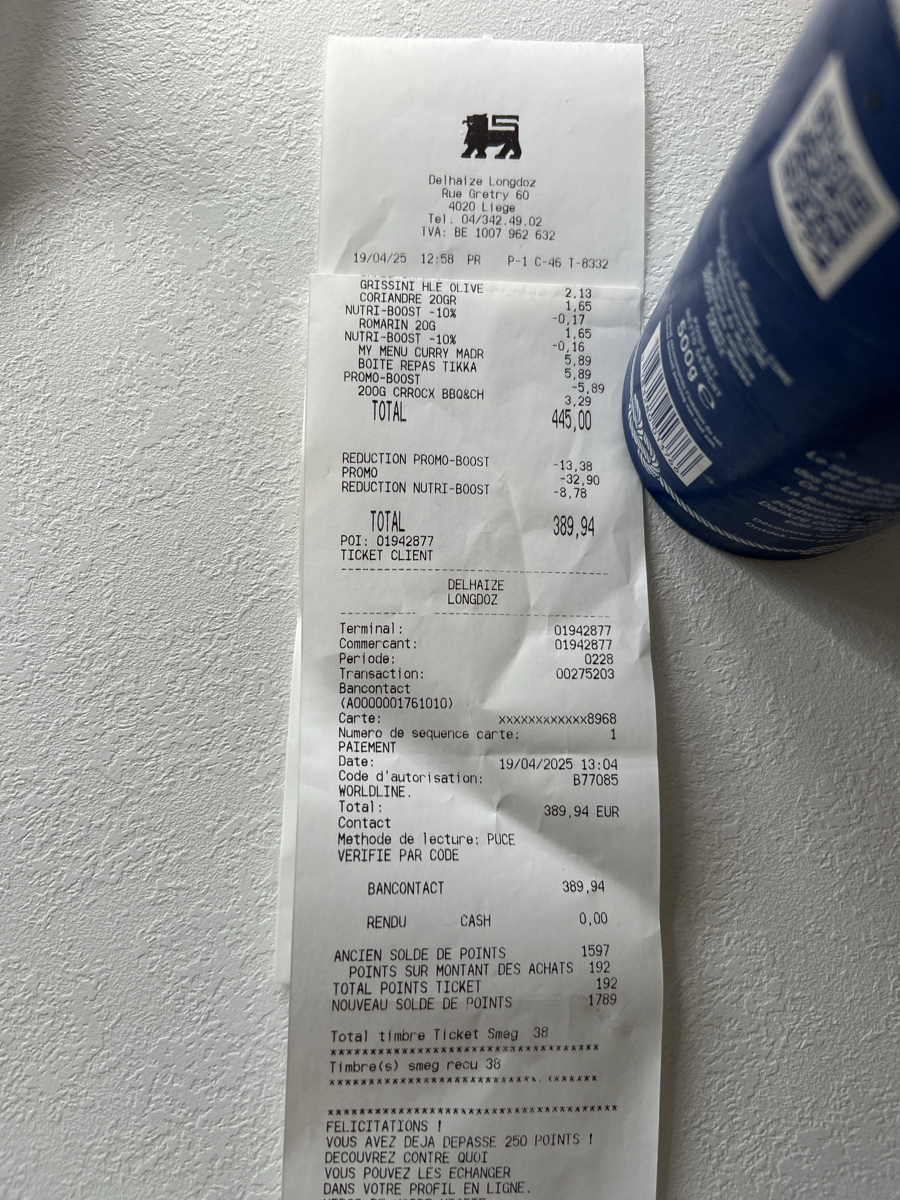 Delhaize Longdoz
Rue Gretry 60
4020 Liege
Tel: 04/342.49.02
TVA: BE 1007 962 632
19/04/25 12:58 PR P-1 C-46 T-8332
GRISSINI HLE OLIVE 2,13
CORIANDRE 20GR 1,65
NUTRI-BOOST -10% -0,17
ROMARIN 20G 1,65
NUTRI-BOOST -10% -0,16
MY MENU CURRY MADR 5,89
BOITE REPAS TIKKA 5,89
PROMO-BOOST -5,89
200G CRROCX BBQ&CH 3,29
TOTAL 445,00
REDUCTION PROMO-BOOST -13,38
PROMO -32,90
REDUCTION NUTRI-BOOST -8,78
TOTAL 389,94
POI: 01942877
TICKET CLIENT
DELHAIZE
LONGDOZ
Terminal: 01942877
Commercant: 01942877
Periode: 0228
Transaction: 00275203
Bancontact
(A0000001761010)
Carte: xxxxxxxxxxxx8968
Numero de sequence carte: 1
PAIEMENT
Date: 19/04/2025 13:04
Code d'autorisation: B77085
WORLDLINE.
Total: 389,94 EUR
Contact
Methode de lecture: PUCE
VERIFIE PAR CODE
BANCONTACT 389,94
RENDU CASH 0,00
ANCIEN SOLDE DE POINTS 1597
POINTS SUR MONTANT DES ACHATS 192
TOTAL POINTS TICKET 192
NOUVEAU SOLDE DE POINTS 1789
Total timbre Ticket Smeg 38
***********************************
Timbre(s) smeg recu 38
***********************************
FELICITATIONS !
VOUS AVEZ DEJA DEPASSE 250 POINTS !
DECOUVREZ CONTRE QUOI
VOUS POUVEZ LES ECHANGER
DANS VOTRE PROFIL EN LIGNE.
500g e